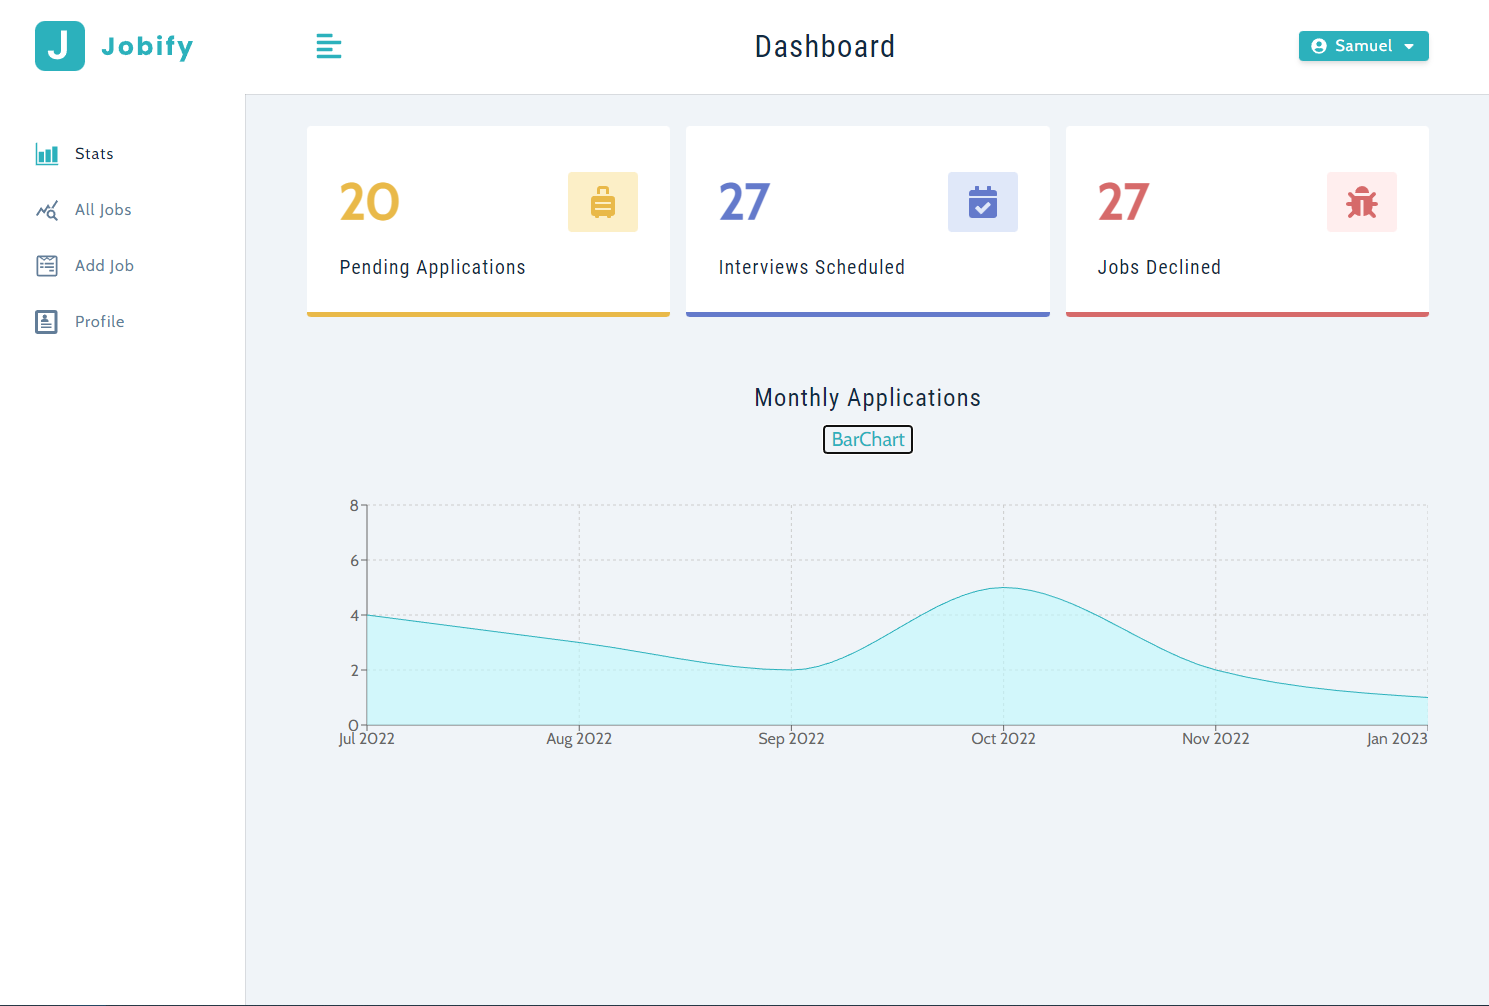 J Jobify
Dashboard
Samuel
Stats
All Jobs
Add Job
Profile
20
Pending Applications
27
Interviews Scheduled
27
Jobs Declined
Monthly Applications
BarChart
8
6
4
2
0
Jul 2022 Aug 2022 Sep 2022 Oct 2022 Nov 2022 Jan 2023